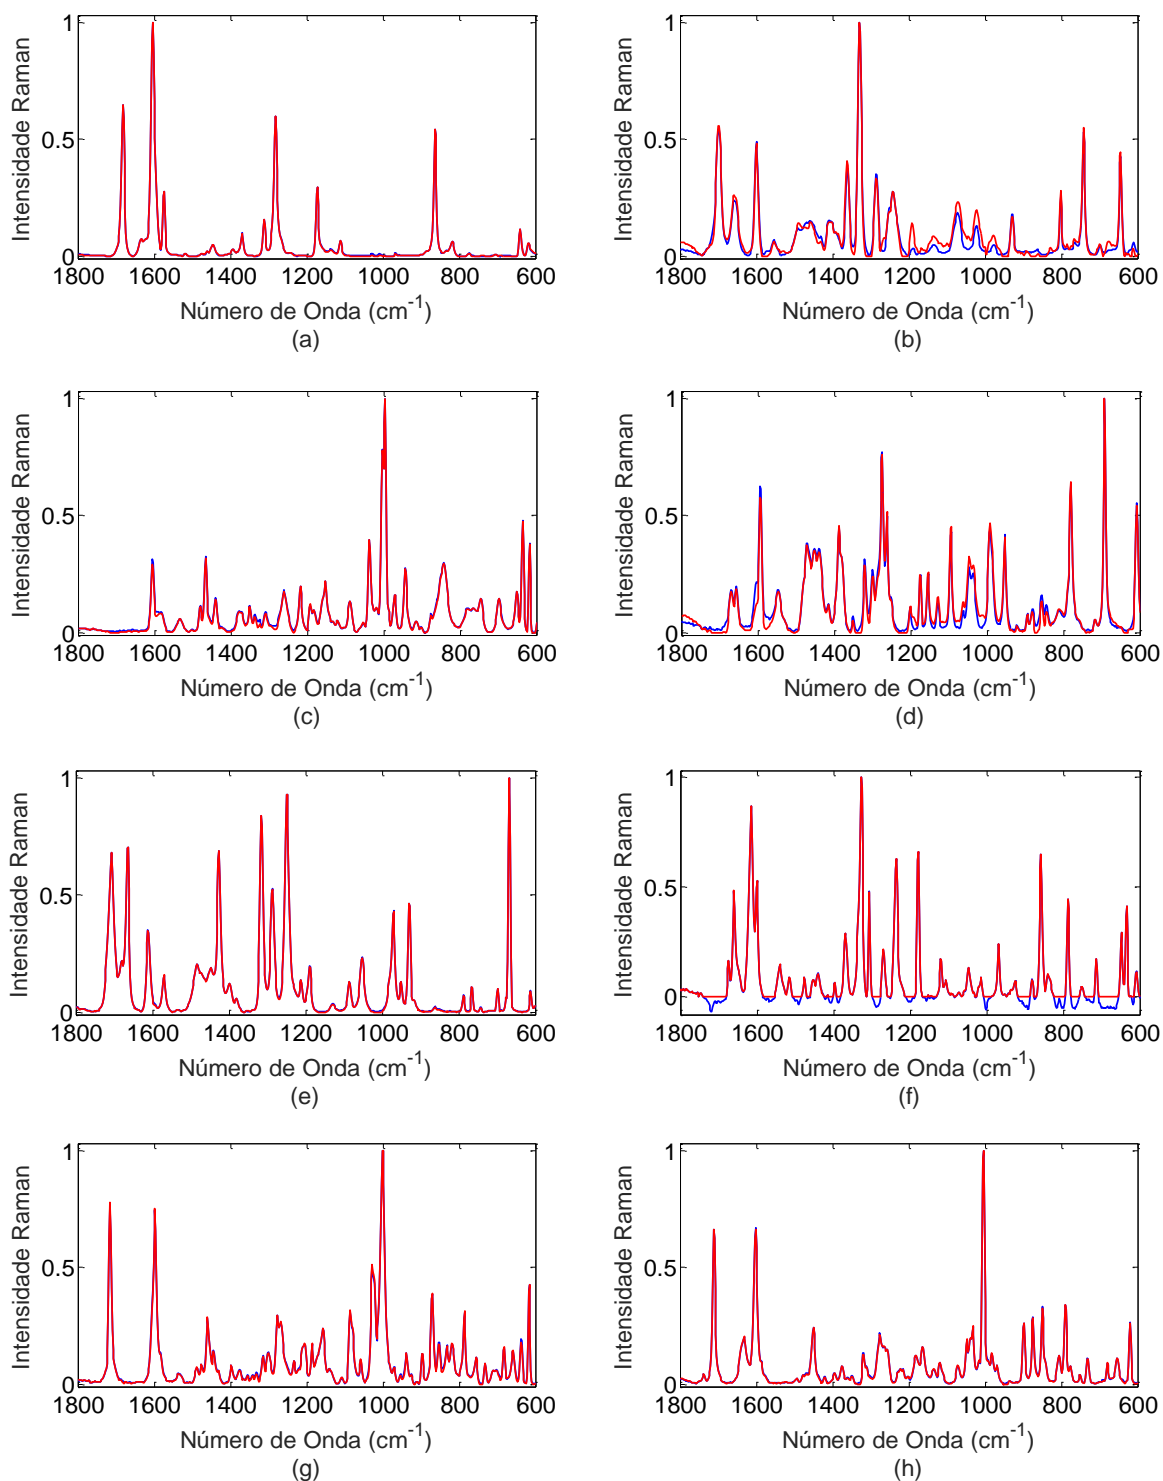 Intensidade Raman
1
0.5
0
1800 1600 1400 1200 1000 800 600
Número de Onda (cm-1)
(a)
Intensidade Raman
1
0.5
0
1800 1600 1400 1200 1000 800 600
Número de Onda (cm-1)
(b)
Intensidade Raman
1
0.5
0
1800 1600 1400 1200 1000 800 600
Número de Onda (cm-1)
(c)
Intensidade Raman
1
0.5
0
1800 1600 1400 1200 1000 800 600
Número de Onda (cm-1)
(d)
Intensidade Raman
1
0.5
0
1800 1600 1400 1200 1000 800 600
Número de Onda (cm-1)
(e)
Intensidade Raman
1
0.5
0
1800 1600 1400 1200 1000 800 600
Número de Onda (cm-1)
(f)
Intensidade Raman
1
0.5
0
1800 1600 1400 1200 1000 800 600
Número de Onda (cm-1)
(g)
Intensidade Raman
1
0.5
0
1800 1600 1400 1200 1000 800 600
Número de Onda (cm-1)
(h)